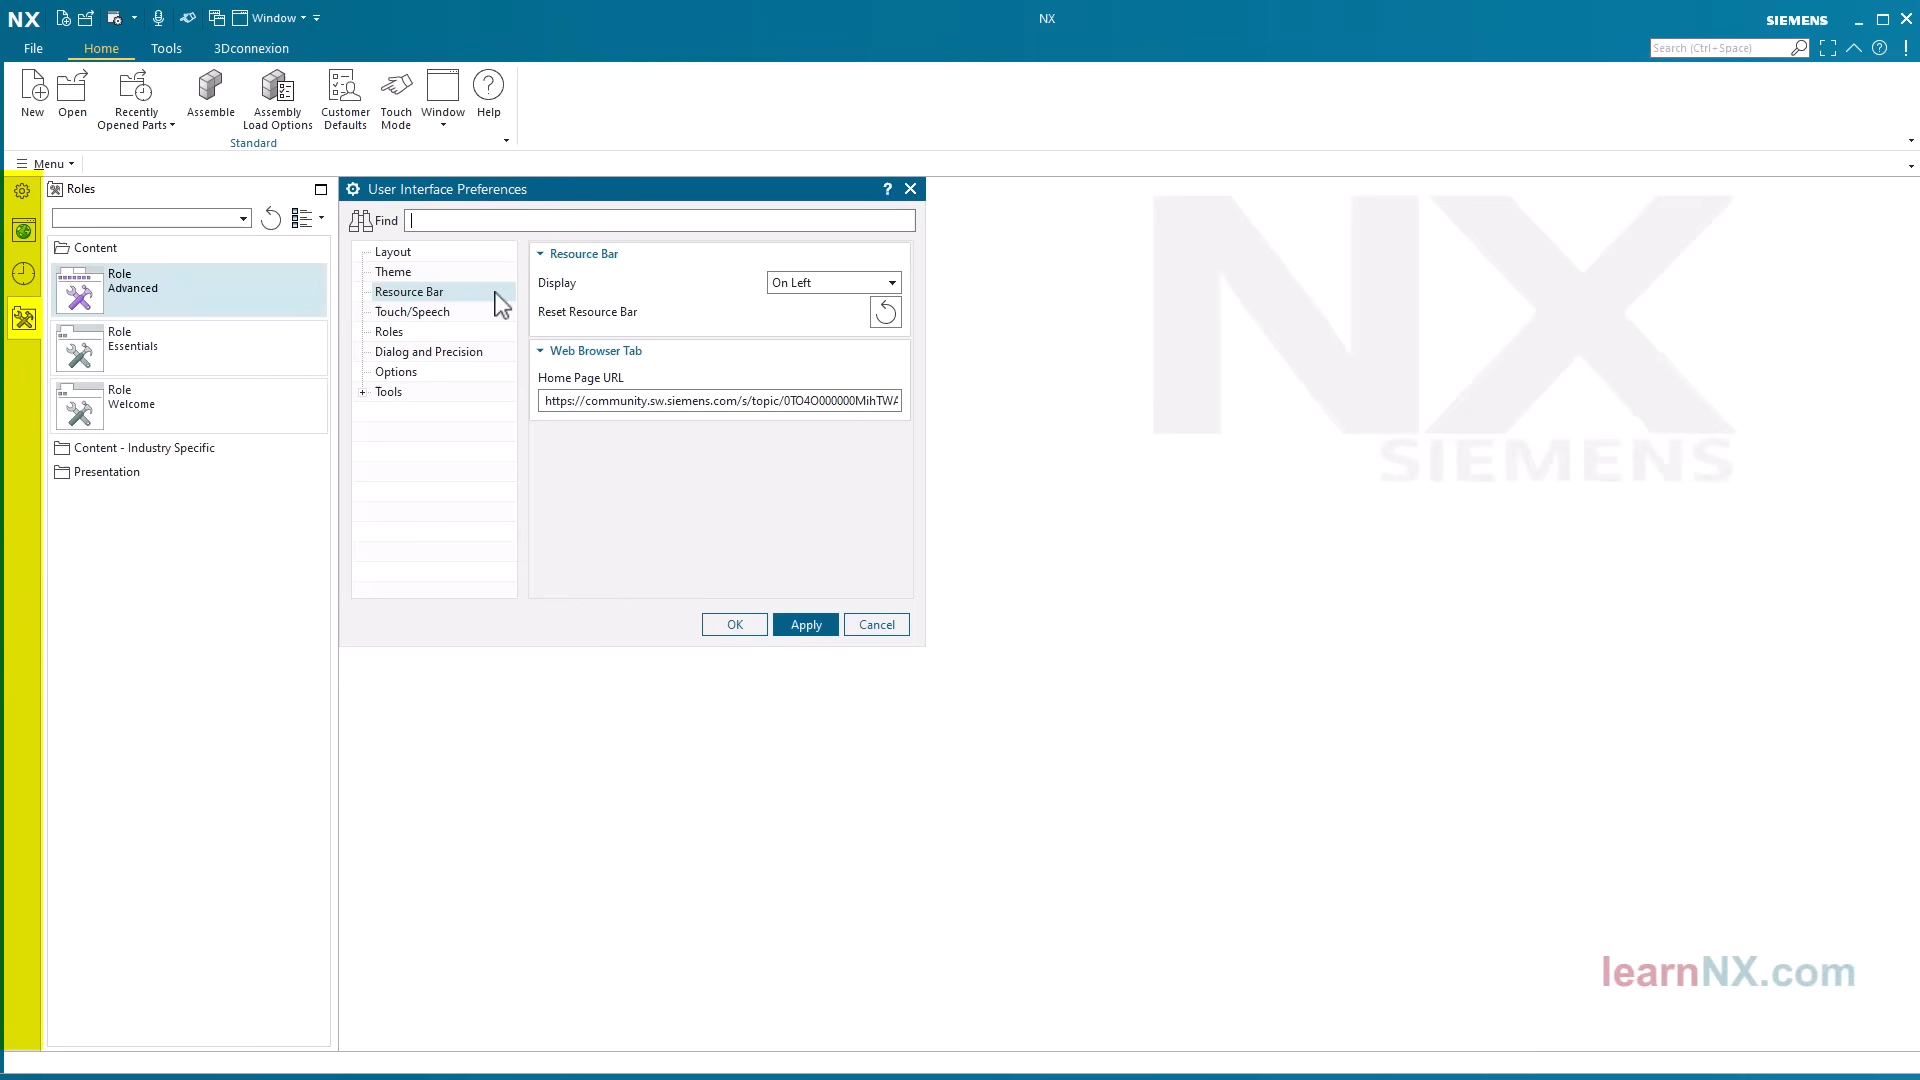 NX
Window
NX
SIEMENS
File
Home
Tools
3Dconnexion
Search (Ctrl+Space)
New
Open
Recently
Opened Parts
Assemble
Assembly
Load Options
Customer
Defaults
Touch
Mode
Window
Help
Standard
Menu
Roles
Content
Role
Advanced
Role
Essentials
Role
Welcome
Content - Industry Specific
Presentation
User Interface Preferences
Find
Layout
Theme
Resource Bar
Touch/Speech
Roles
Dialog and Precision
Options
Tools
Resource Bar
Display
On Left
Reset Resource Bar
Web Browser Tab
Home Page URL
https://community.sw.siemens.com/s/topic/0TO4O000000MihTWA
OK
Apply
Cancel
NX
SIEMENS
learnNX.com